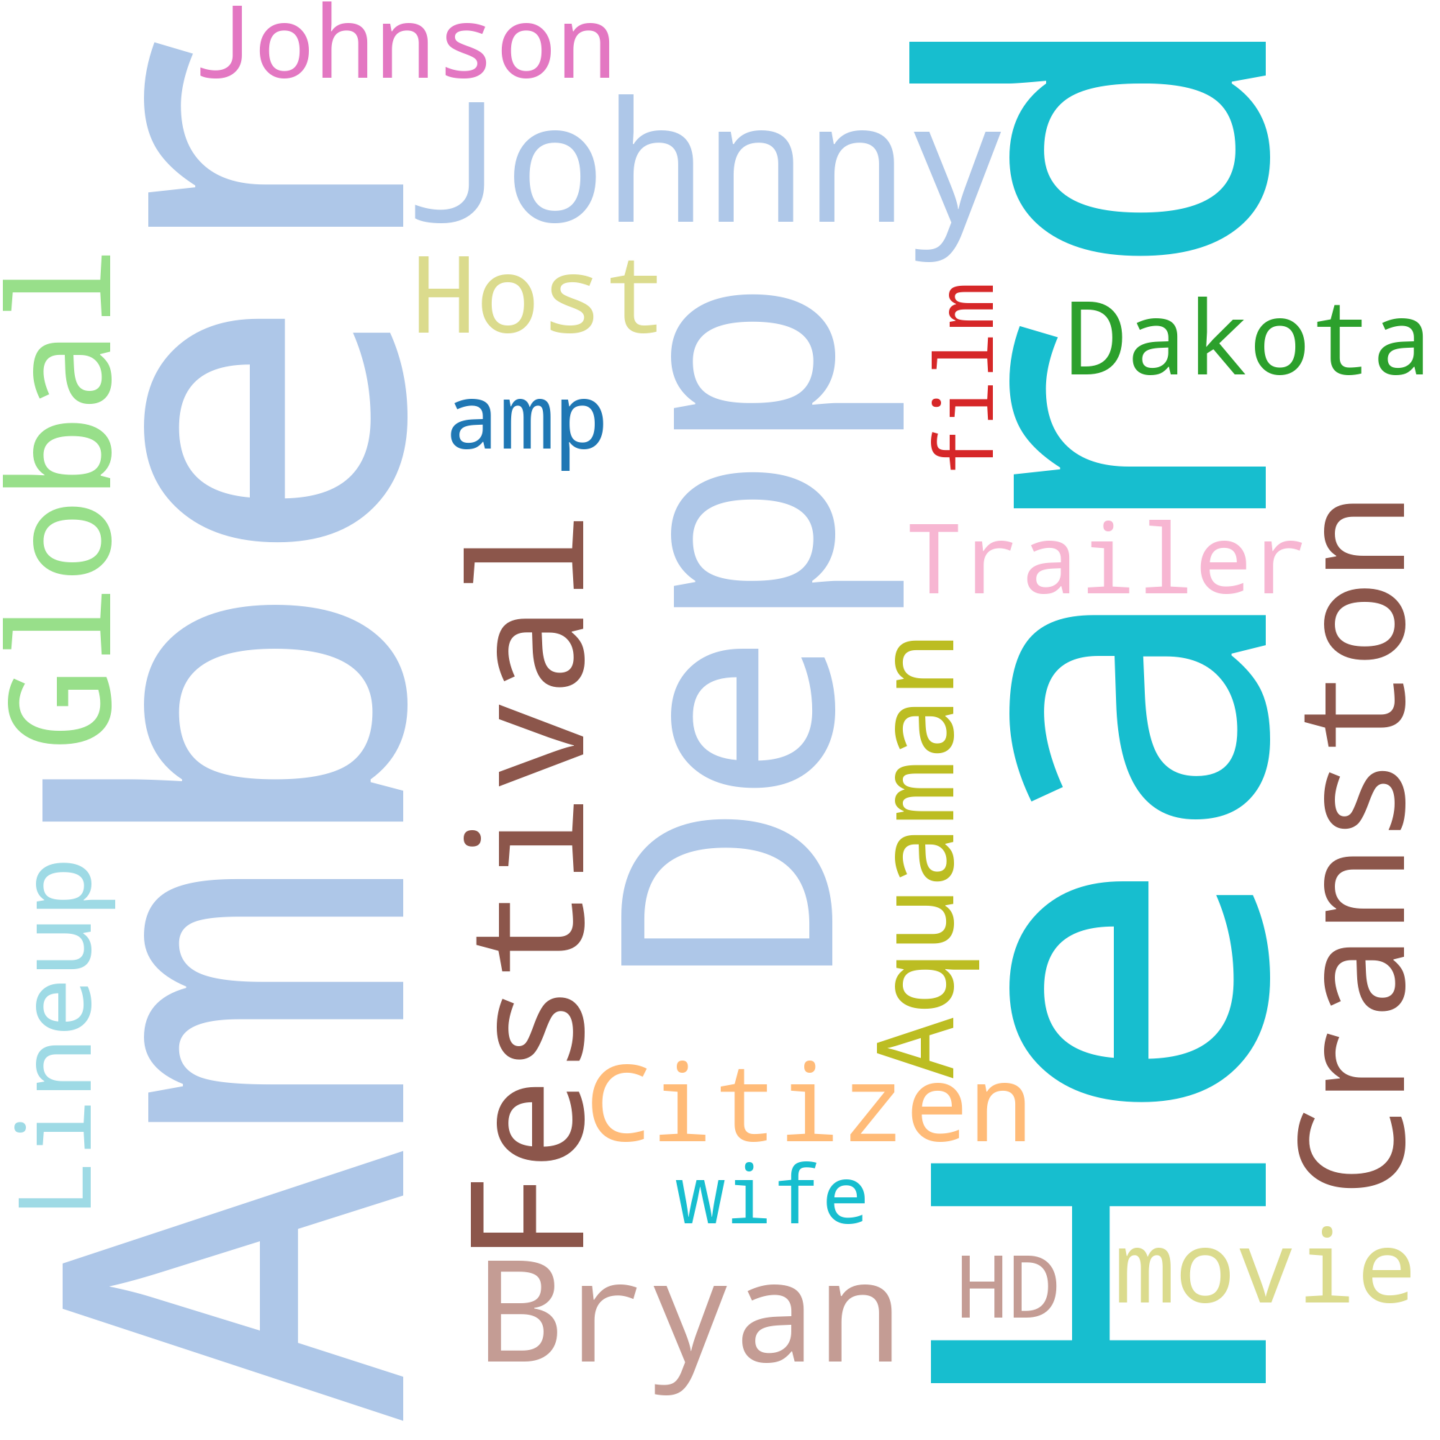 Johnson
Johnny
Amber
Heard
Global
Host
Depp
film
Dakota
amp
Festival
Trailer
Cranston
Aquaman
Lineup
Citizen
wife
Bryan
HD
movie